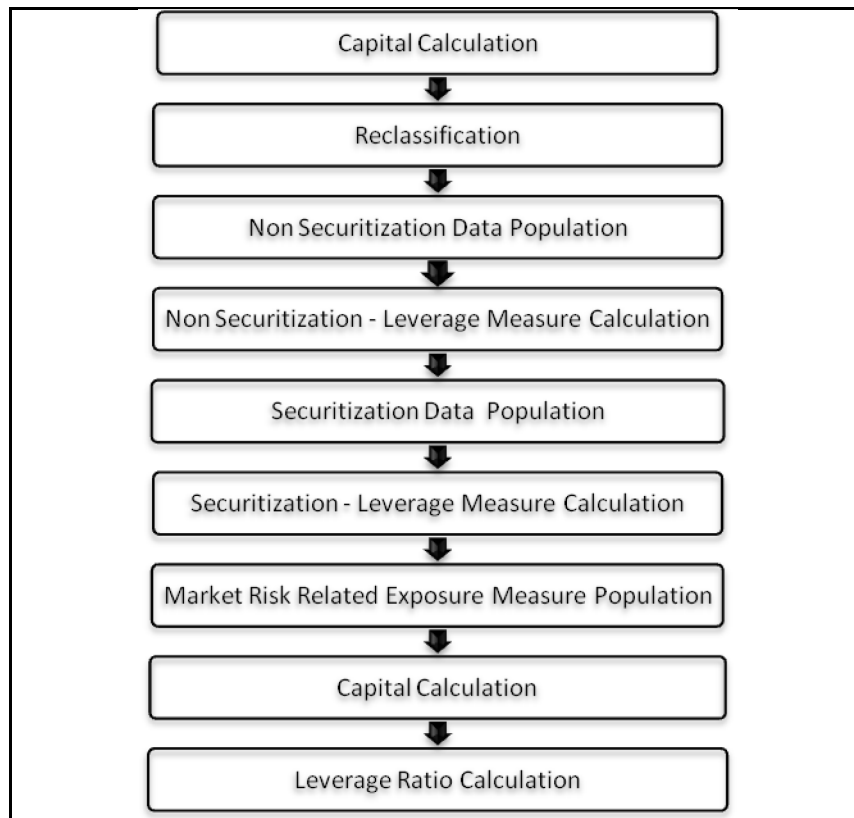 Capital Calculation
Reclassification
Non Securitization Data Population
Non Securitization - Leverage Measure Calculation
Securitization Data Population
Securitization - Leverage Measure Calculation
Market Risk Related Exposure Measure Population
Capital Calculation
Leverage Ratio Calculation